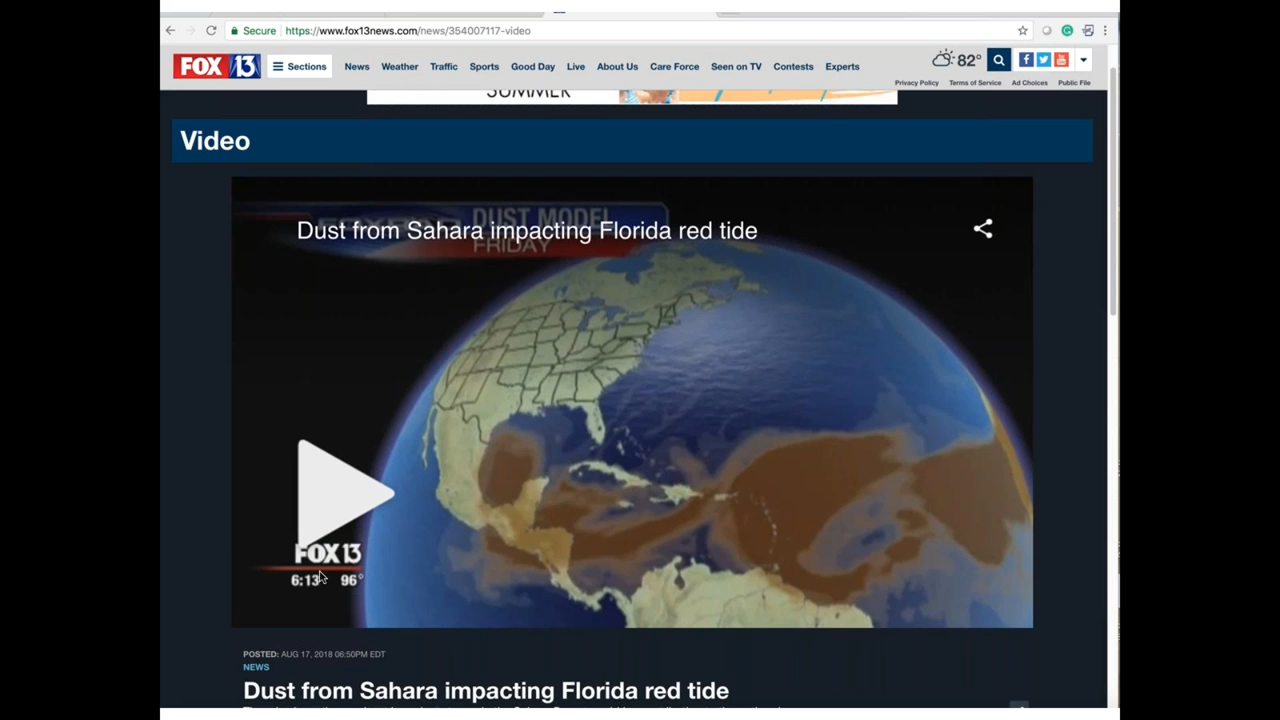 Secure https://www.fox13news.com/news/354007117-video
FOX 13 Sections News Weather Traffic Sports Good Day Live About Us Care Force Seen on TV Contests Experts 82°
Privacy Policy Terms of Service Ad Choices Public File
SUMMER
Video
DUST MODEL
Dust from Sahara impacting Florida red tide
FRIDAY
FOX 13
6:13 96°
POSTED: AUG 17, 2018 06:50PM EDT
NEWS
Dust from Sahara impacting Florida red tide